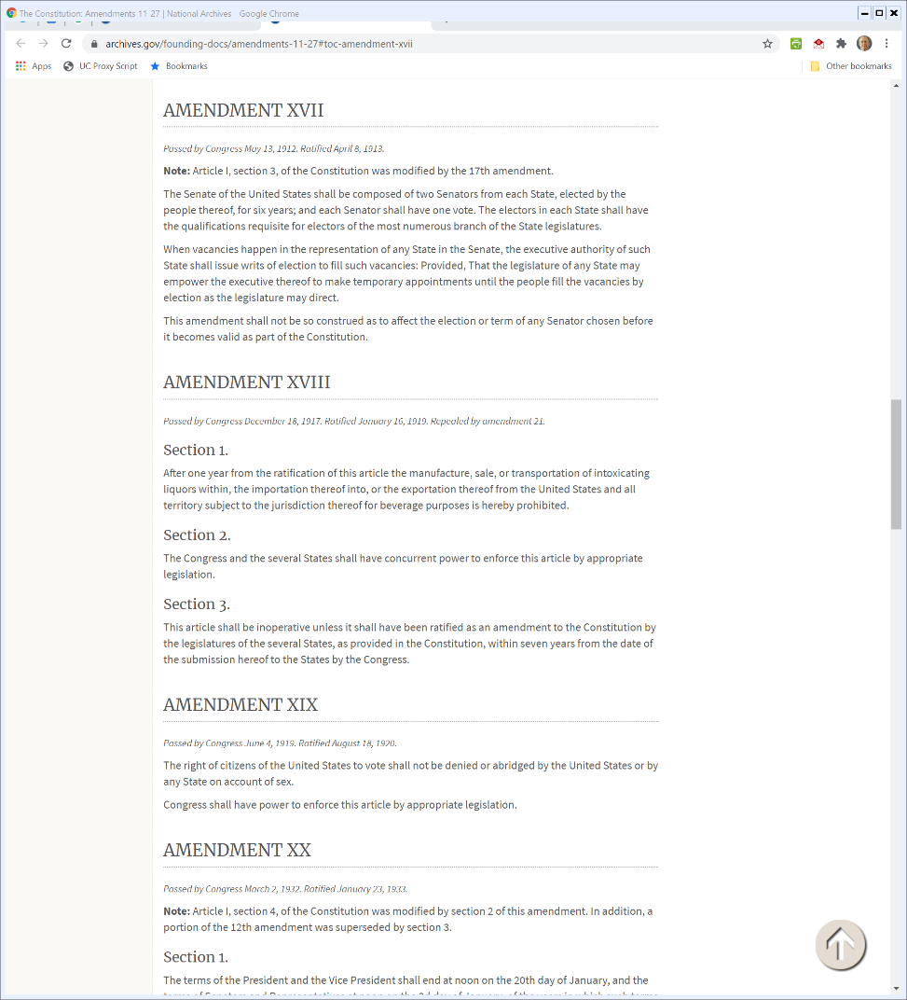 The Constitution: Amendments 11-27 | National Archives - Google Chrome
archives.gov/founding-docs/amendments-11-27#toc-amendment-xvii
Apps UC Proxy Script Bookmarks Other bookmarks
AMENDMENT XVII
Passed by Congress May 13, 1912. Ratified April 8, 1913.
Note: Article I, section 3, of the Constitution was modified by the 17th amendment.
The Senate of the United States shall be composed of two Senators from each State, elected by the
people thereof, for six years; and each Senator shall have one vote. The electors in each State shall have
the qualifications requisite for electors of the most numerous branch of the State legislatures.
When vacancies happen in the representation of any State in the Senate, the executive authority of such
State shall issue writs of election to fill such vacancies: Provided, That the legislature of any State may
empower the executive thereof to make temporary appointments until the people fill the vacancies by
election as the legislature may direct.
This amendment shall not be so construed as to affect the election or term of any Senator chosen before
it becomes valid as part of the Constitution.
AMENDMENT XVIII
Passed by Congress December 18, 1917. Ratified January 16, 1919. Repealed by amendment 21.
Section 1.
After one year from the ratification of this article the manufacture, sale, or transportation of intoxicating
liquors within, the importation thereof into, or the exportation thereof from the United States and all
territory subject to the jurisdiction thereof for beverage purposes is hereby prohibited.
Section 2.
The Congress and the several States shall have concurrent power to enforce this article by appropriate
legislation.
Section 3.
This article shall be inoperative unless it shall have been ratified as an amendment to the Constitution by
the legislatures of the several States, as provided in the Constitution, within seven years from the date of
the submission hereof to the States by the Congress.
AMENDMENT XIX
Passed by Congress June 4, 1919. Ratified August 18, 1920.
The right of citizens of the United States to vote shall not be denied or abridged by the United States or by
any State on account of sex.
Congress shall have power to enforce this article by appropriate legislation.
AMENDMENT XX
Passed by Congress March 2, 1932. Ratified January 23, 1933.
Note: Article I, section 4, of the Constitution was modified by section 2 of this amendment. In addition, a
portion of the 12th amendment was superseded by section 3.
Section 1.
The terms of the President and the Vice President shall end at noon on the 20th day of January, and the